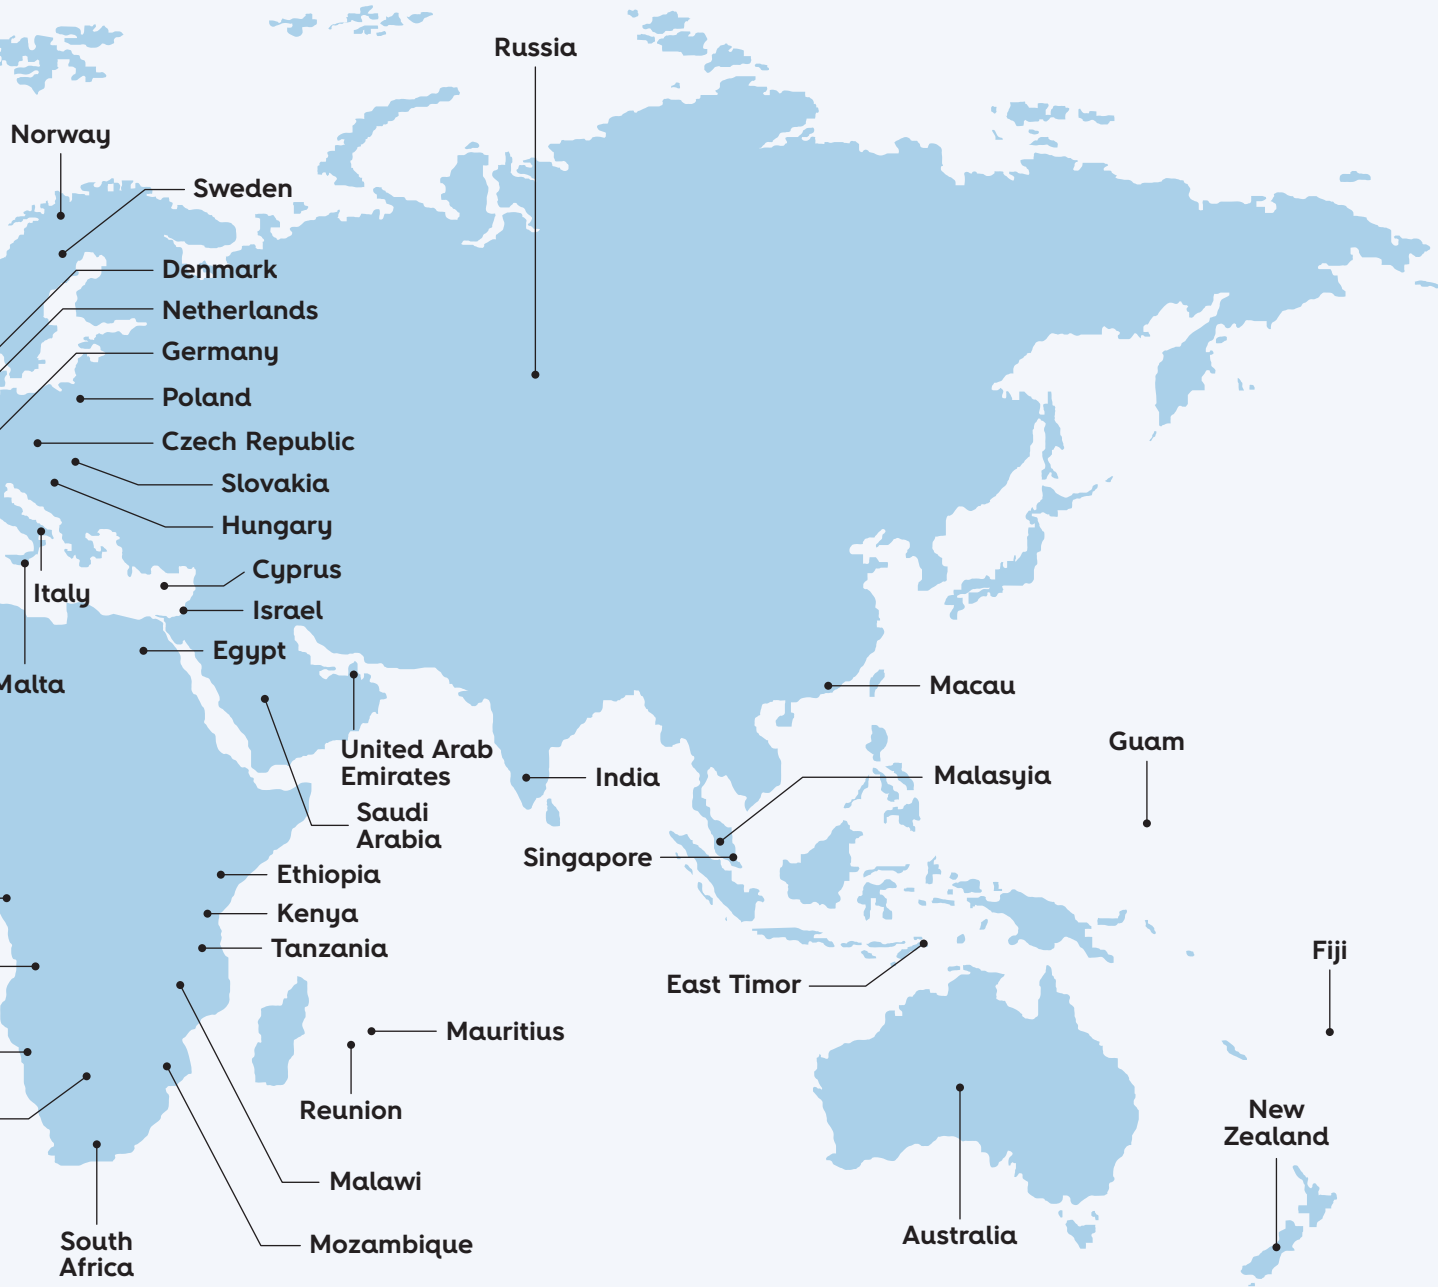 Russia
Norway
Sweden
Denmark
Netherlands
Germany
Poland
Czech Republic
Slovakia
Hungary
Cyprus
Italy
Israel
Egypt
Malta
Macau
United Arab
Emirates
Guam
India
Malasyia
Saudi
Arabia
Singapore
Ethiopia
Kenya
Tanzania
Fiji
East Timor
Mauritius
Reunion
New
Zealand
Malawi
Australia
South
Africa
Mozambique